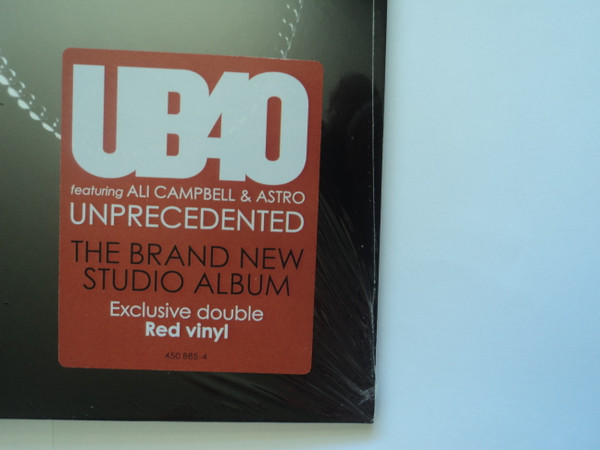 UB40
featuring ALI CAMPBELL & ASTRO
UNPRECEDENTED
THE BRAND NEW
STUDIO ALBUM
Exclusive double
Red vinyl
450 885-4